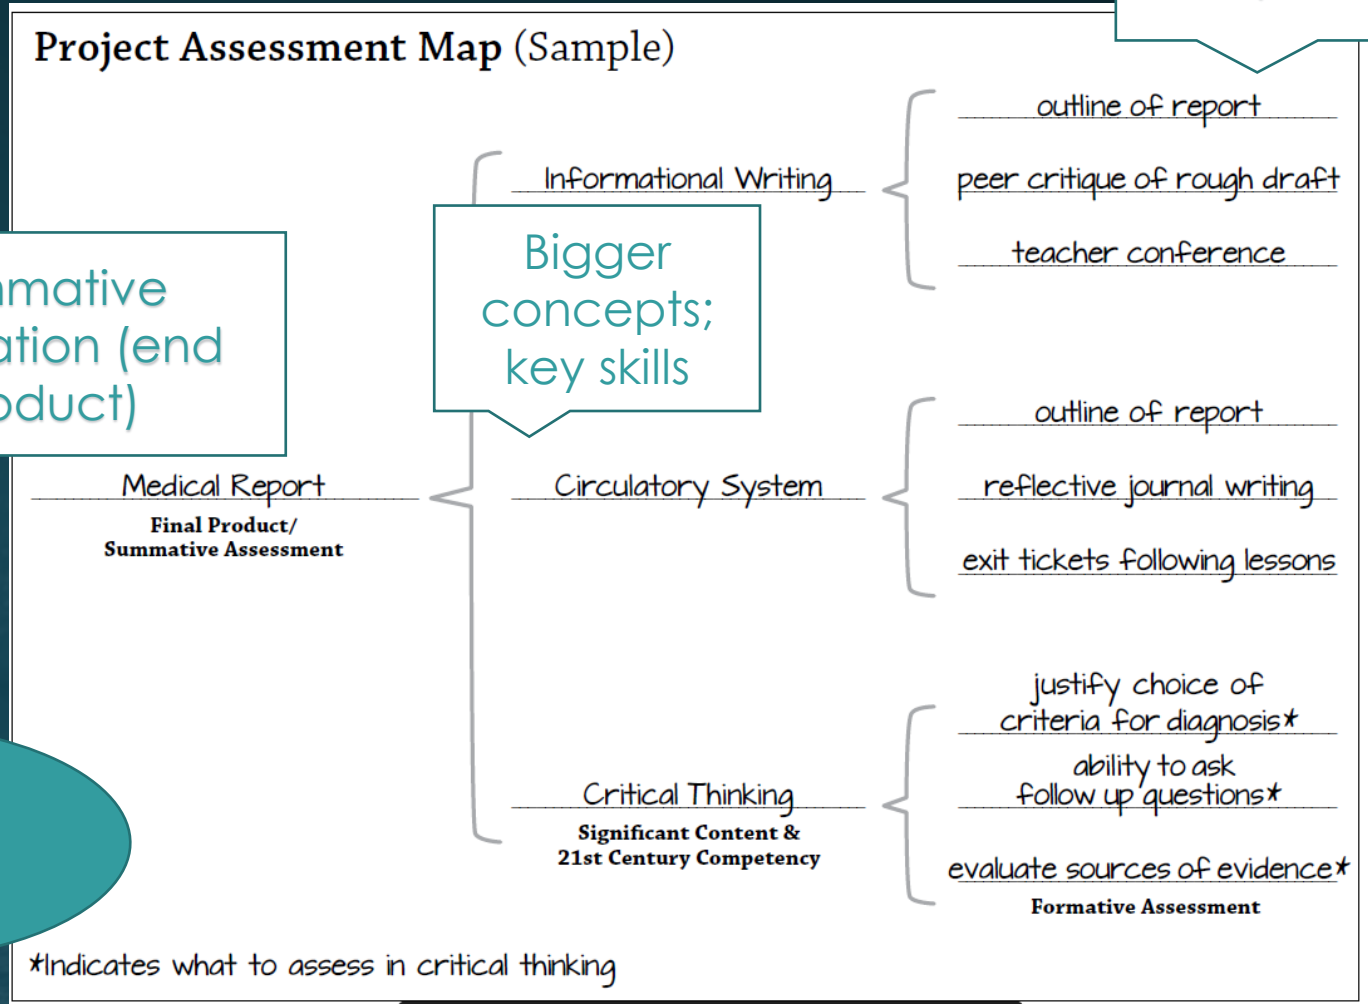 Project Assessment Map (Sample)
outline of report
Informational Writing
peer critique of rough draft
teacher conference
Bigger
concepts;
key skills
(end
outline of report
Medical Report
Final Product/
Summative Assessment
Circulatory System
reflective journal writing
exit tickets following lessons
justify choice of
criteria for diagnosis*
ability to ask
follow up questions*
Critical Thinking
Significant Content &
21st Century Competency
evaluate sources of evidence*
Formative Assessment
*Indicates what to assess in critical thinking